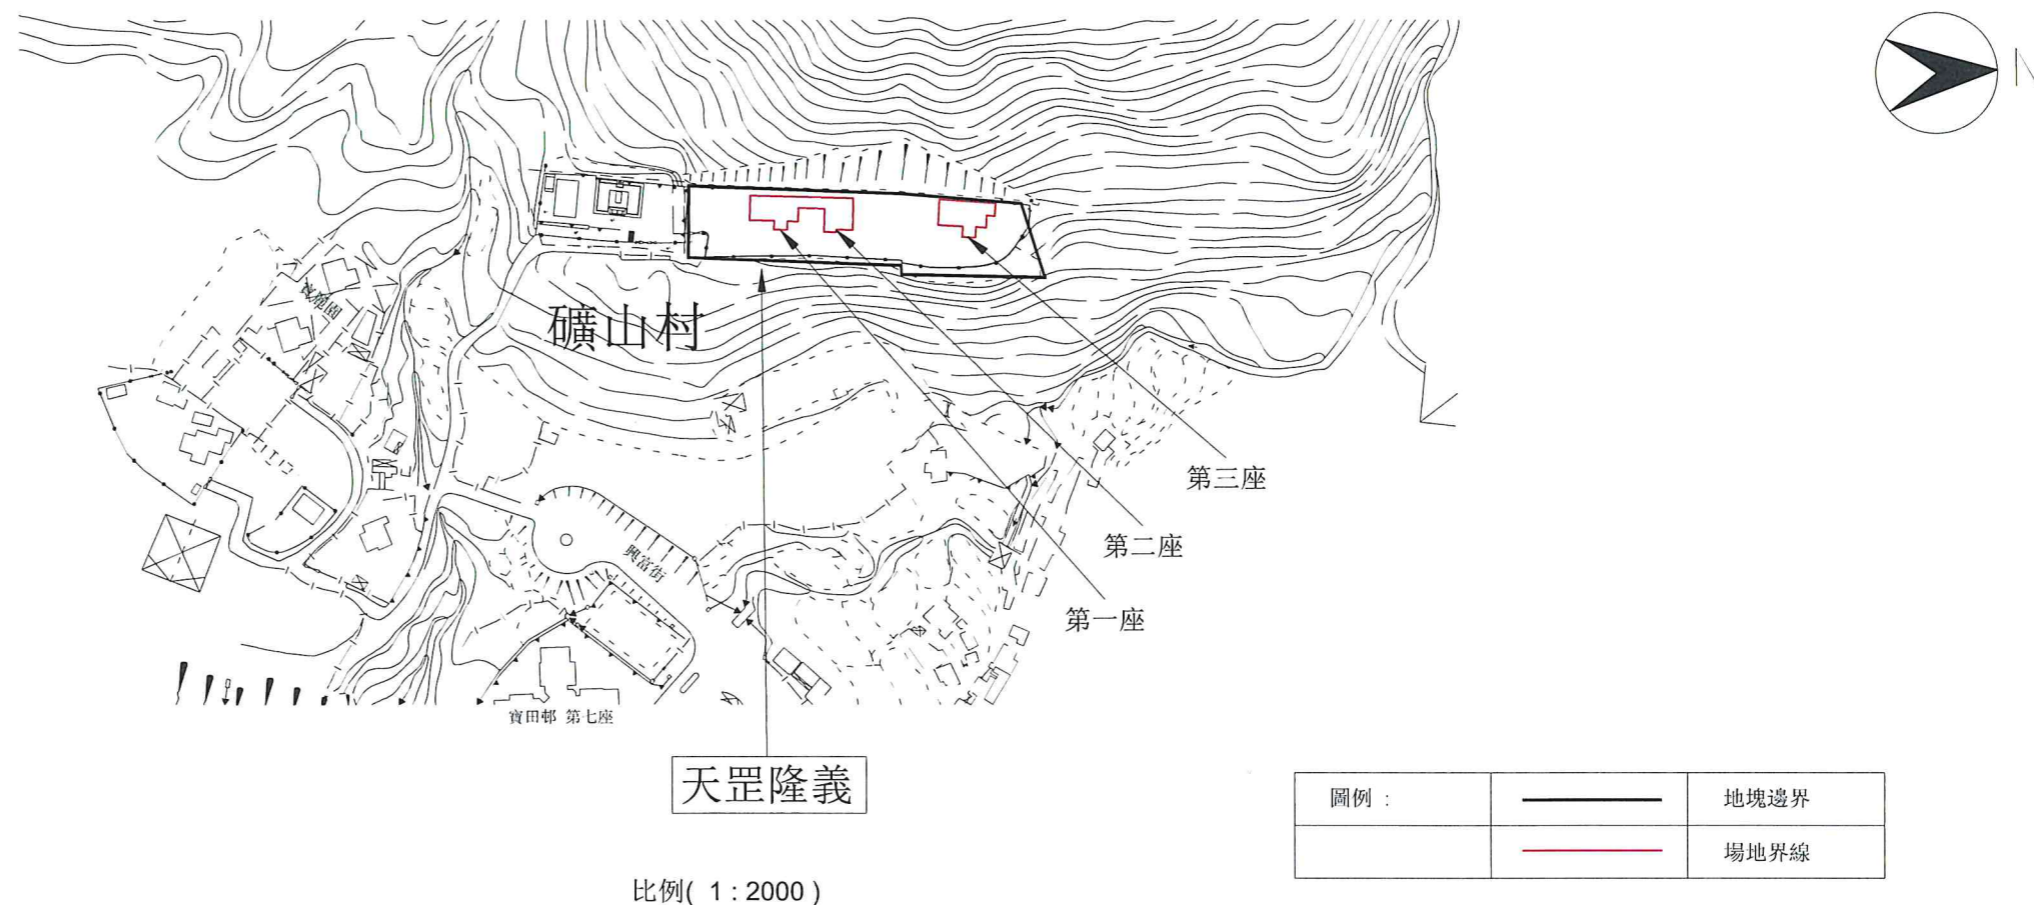 N
礦山村
第三座
第二座
興富街
第一座
寶田邨 第七座
天罡隆義
圖例 :
地塊邊界
場地界線
比例( 1 : 2000 )